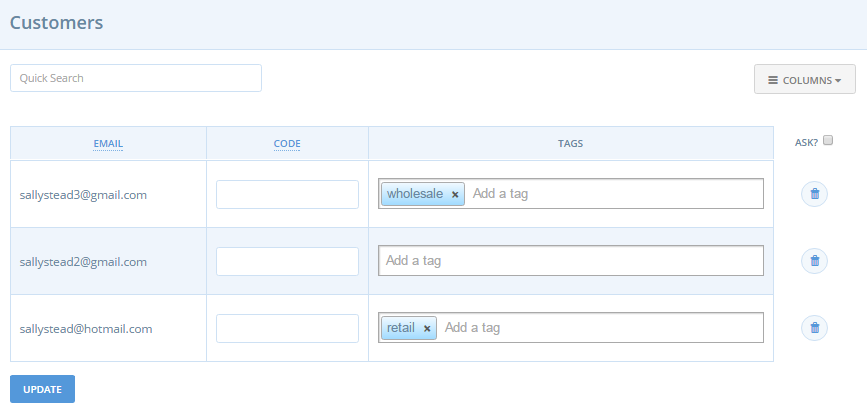 Customers
Quick Search
COLUMNS
EMAIL CODE TAGS ASK?
sallystead3@gmail.com wholesale × Add a tag
sallystead2@gmail.com Add a tag
sallystead@hotmail.com retail × Add a tag
UPDATE